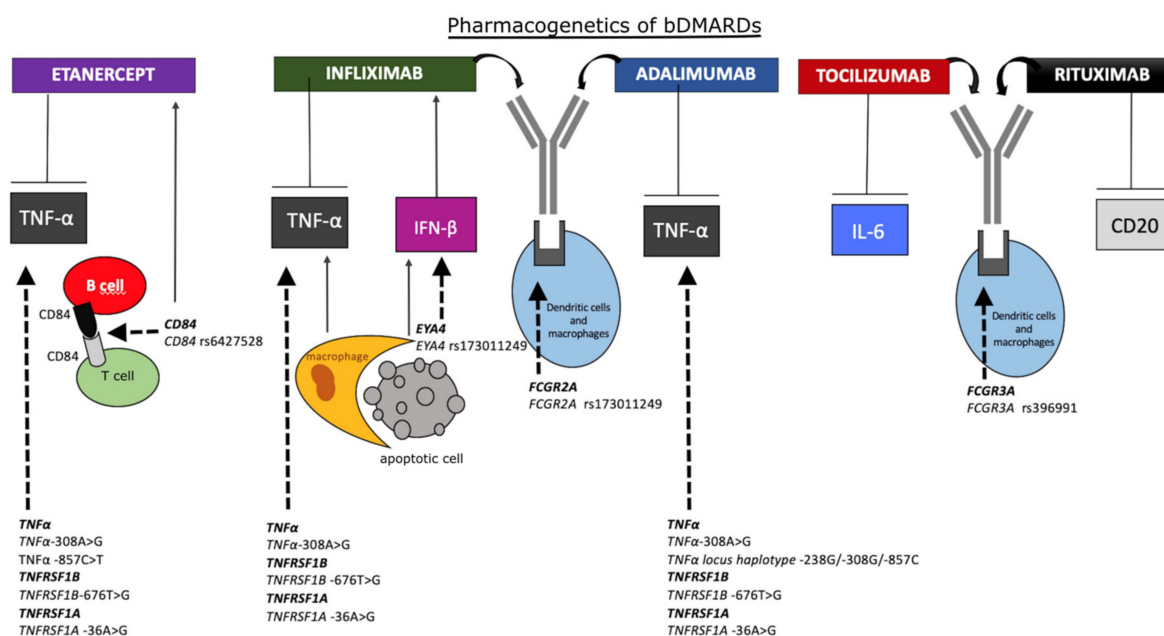 Pharmacogenetics of bDMARDs
ETANERCEPT
INFLIXIMAB
ADALIMUMAB
TOCILIZUMAB
RITUXIMAB
TNF-α
TNF-α
IFN-β
TNF-α
IL-6
CD20
B cell
CD84
CD84
T cell
CD84
CD84 rs6427528
macrophage
EYA4
EYA4 rs173011249
apoptotic cell
Dendritic cells
and
macrophages
FCGR2A
FCGR2A rs173011249
Dendritic cells
and
macrophages
FCGR3A
FCGR3A rs396991
TNFα
TNFα-308A>G
TNFα -857C>T
TNFRSF1B
TNFRSF1B-676T>G
TNFRSF1A
TNFRSF1A -36A>G
TNFα
TNFα-308A>G
TNFRSF1B
TNFRSF1B -676T>G
TNFRSF1A
TNFRSF1A -36A>G
TNFα
TNFα-308A>G
TNFα locus haplotype -238G/-308G/-857C
TNFRSF1B
TNFRSF1B -676T>G
TNFRSF1A
TNFRSF1A -36A>G